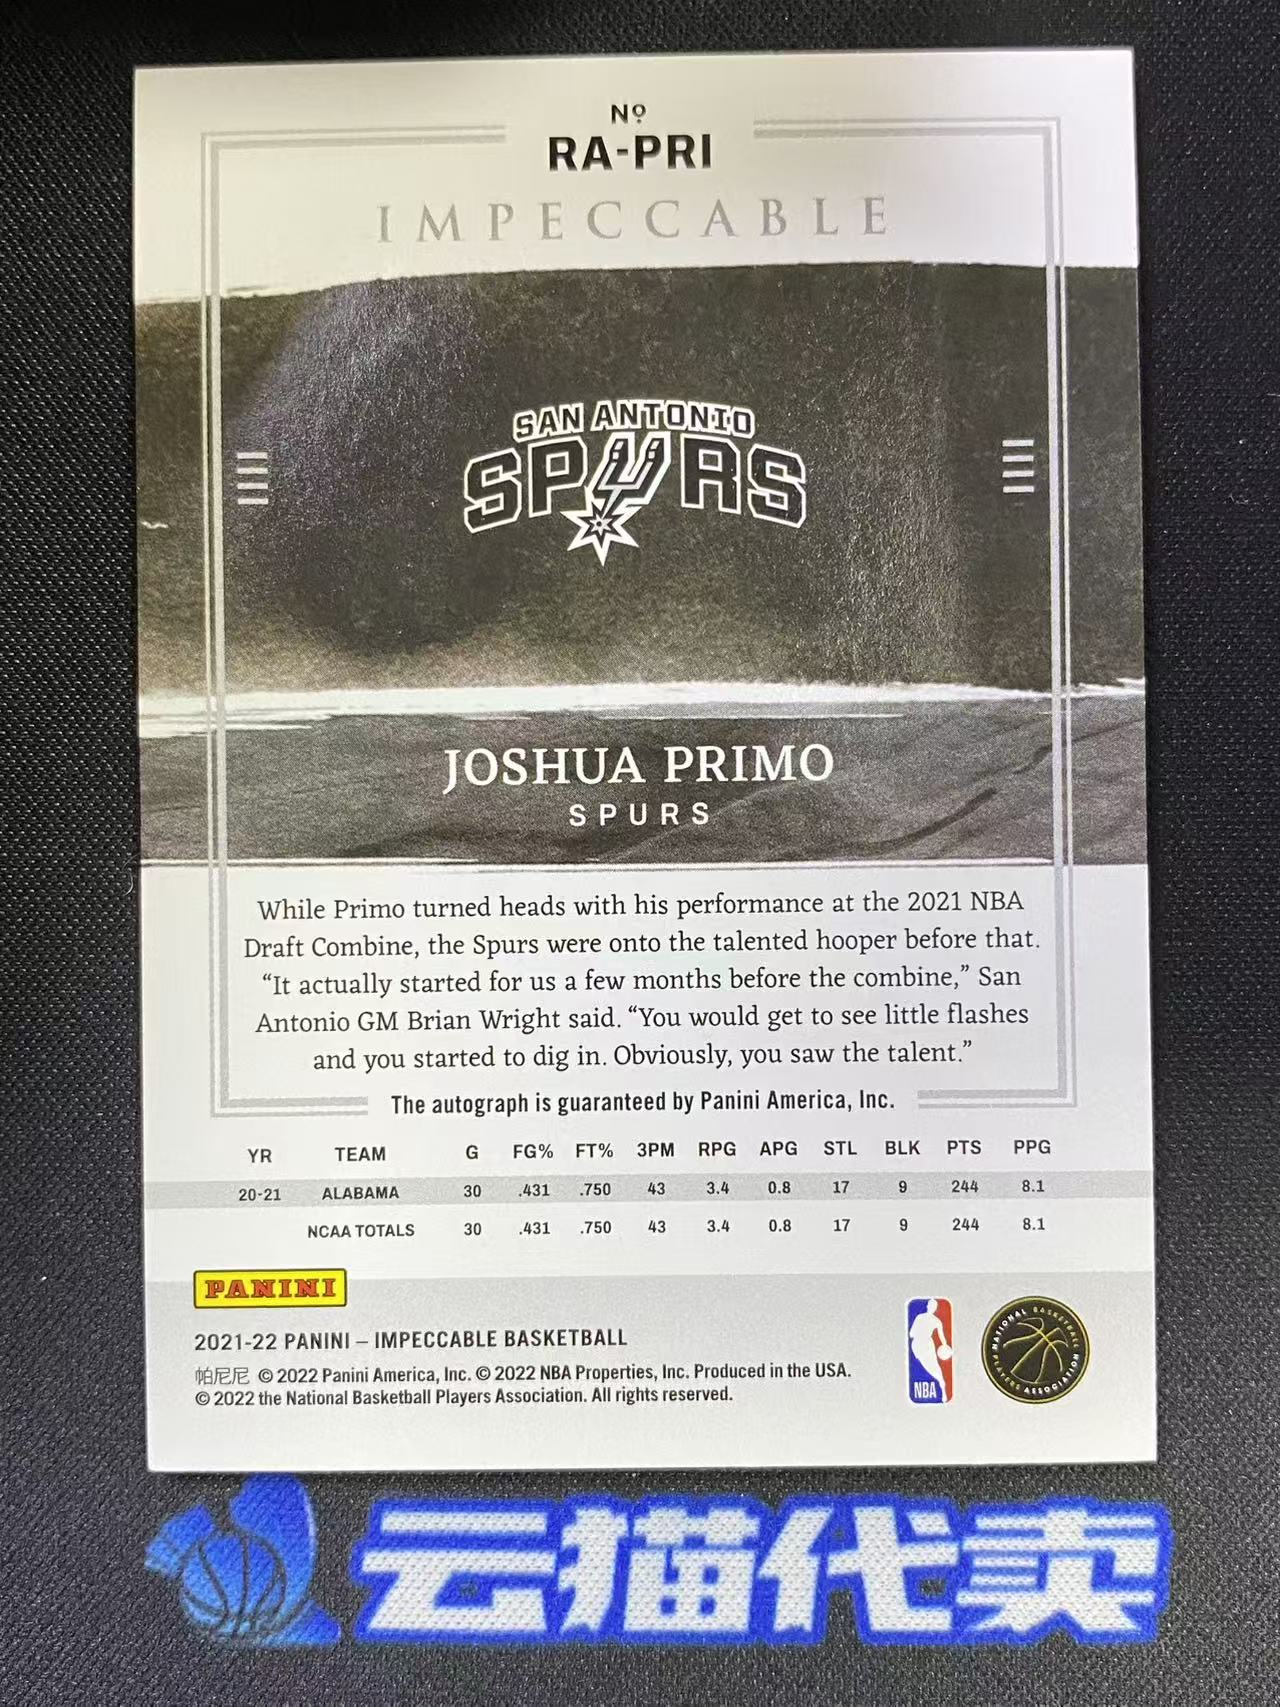 Nº
RA-PRI
IMPECCABLE
SAN ANTONIO
SPURS
JOSHUA PRIMO
SPURS
While Primo turned heads with his performance at the 2021 NBA
Draft Combine, the Spurs were onto the talented hooper before that.
“It actually started for us a few months before the combine,” San
Antonio GM Brian Wright said. “You would get to see little flashes
and you started to dig in. Obviously, you saw the talent.”
The autograph is guaranteed by Panini America, Inc.
YR TEAM G FG% FT% 3PM RPG APG STL BLK PTS PPG
20-21 ALABAMA 30 .431 .750 43 3.4 0.8 17 9 244 8.1
NCAA TOTALS 30 .431 .750 43 3.4 0.8 17 9 244 8.1
PANINI
2021-22 PANINI – IMPECCABLE BASKETBALL
帕尼尼 © 2022 Panini America, Inc. © 2022 NBA Properties, Inc. Produced in the USA.
© 2022 the National Basketball Players Association. All rights reserved.
NBA
NATIONAL BASKETBALL PLAYERS ASSOCIATION
云猫代卖